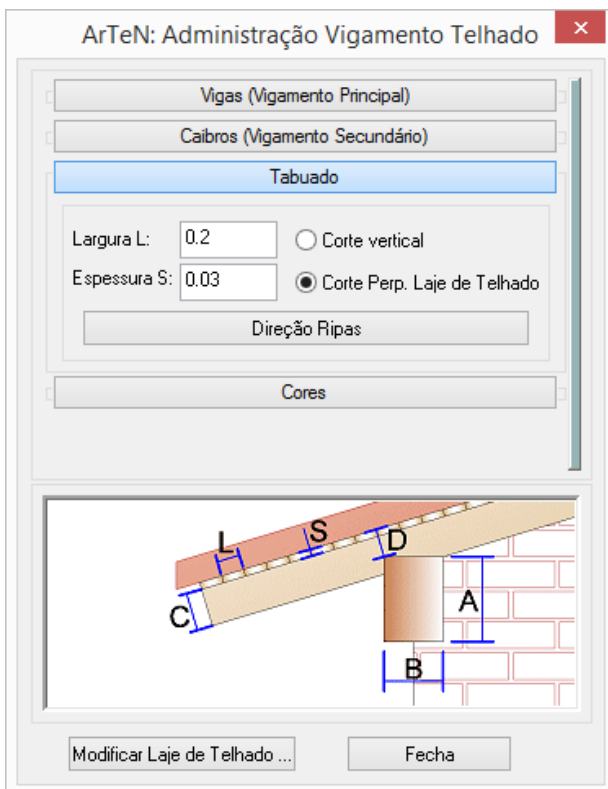 ArTeN: Administração Vigamento Telhado
Vigas (Vigamento Principal)
Caibros (Vigamento Secundário)
Tabuado
Largura L: 0.2 Corte vertical
Espessura S: 0.03 Corte Perp. Laje de Telhado
Direção Ripas
Cores
L S D
C A
B
Modificar Laje de Telhado ... Fecha